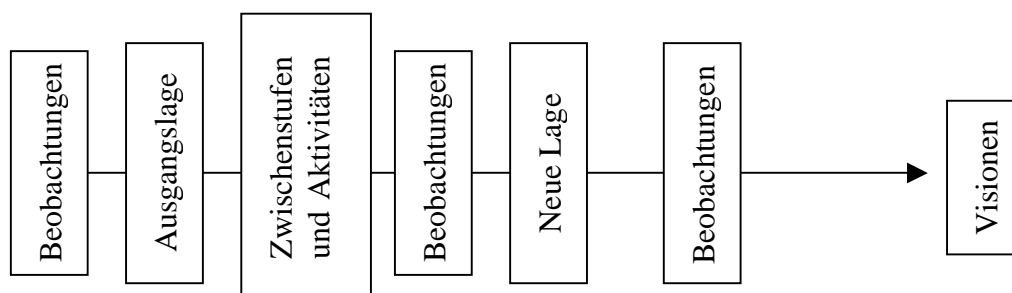 Beobachtungen
Ausgangslage
Zwischenstufen
und Aktivitäten
Beobachtungen
Neue Lage
Beobachtungen
Visionen